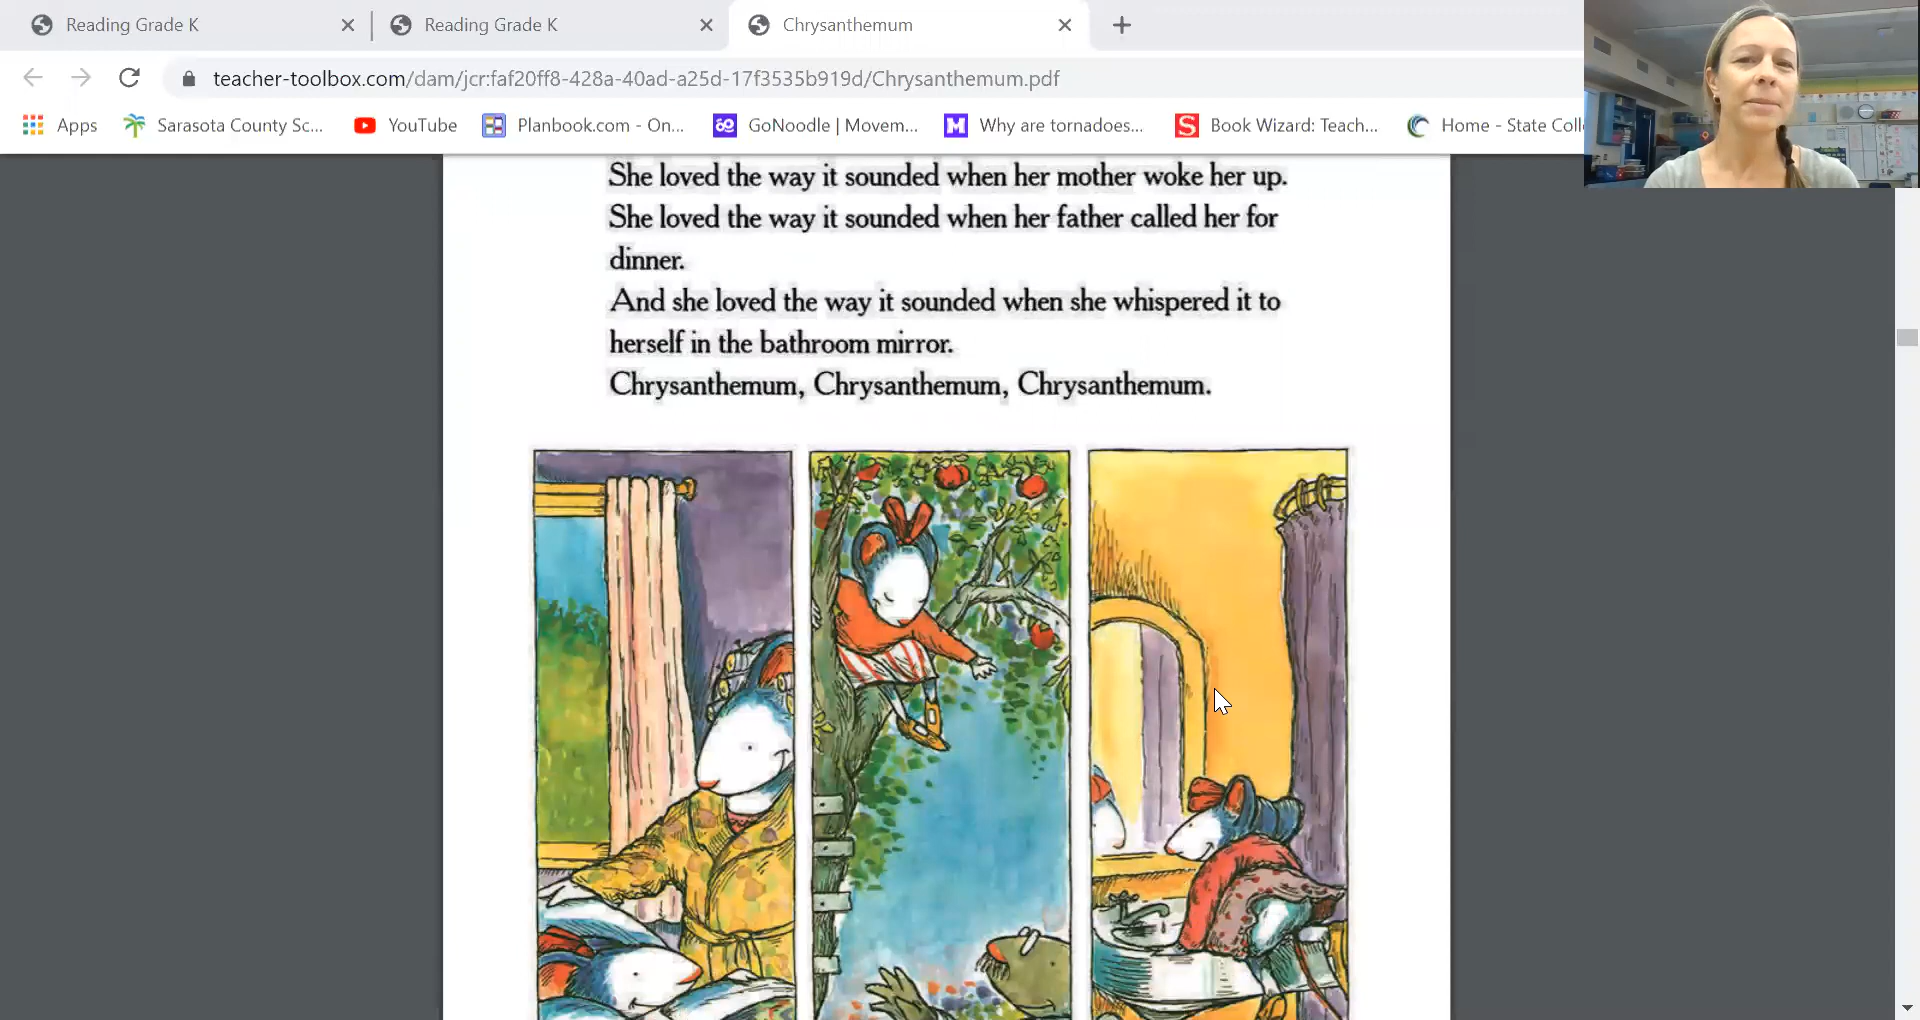 Reading Grade K
Reading Grade K
Chrysanthemum
teacher-toolbox.com/dam/jcr:faf20ff8-428a-40ad-a25d-17f3535b919d/Chrysanthemum.pdf
Apps
Sarasota County Sc...
YouTube
Planbook.com - On...
GoNoodle | Movem...
M
Why are tornadoes...
S
Book Wizard: Teach...
Home - State Coll
She loved the way it sounded when her mother woke her up.
She loved the way it sounded when her father called her for
dinner.
And she loved the way it sounded when she whispered it to
herself in the bathroom mirror.
Chrysanthemum, Chrysanthemum, Chrysanthemum.